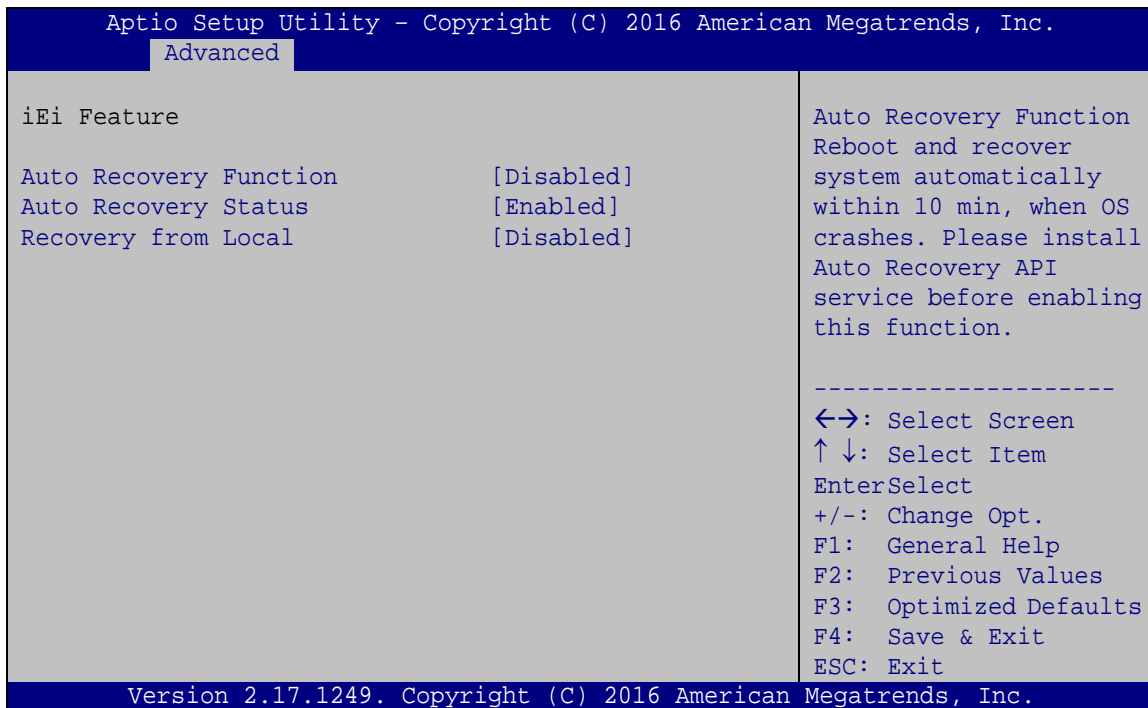 Aptio Setup Utility – Copyright (C) 2016 American Megatrends, Inc.
Advanced
iEi Feature
Auto Recovery Function [Disabled]
Auto Recovery Status [Enabled]
Recovery from Local [Disabled]
Auto Recovery Function
Reboot and recover
system automatically
within 10 min, when OS
crashes. Please install
Auto Recovery API
service before enabling
this function.
---------------------
←→: Select Screen
↑ ↓: Select Item
EnterSelect
+/-: Change Opt.
F1: General Help
F2: Previous Values
F3: Optimized Defaults
F4: Save & Exit
ESC: Exit
Version 2.17.1249. Copyright (C) 2016 American Megatrends, Inc.